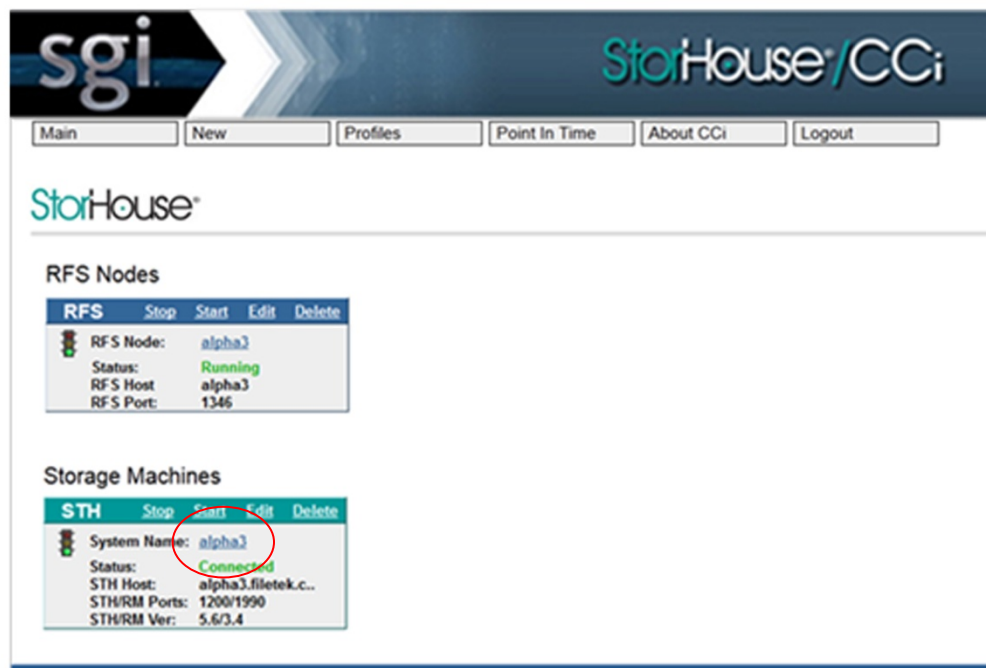 sgi.
StorHouse®/CCi
Main New Profiles Point In Time About CCi Logout
StorHouse®
RFS Nodes
RFS Stop Start Edit Delete
RFS Node: alpha3
Status: Running
RFS Host alpha3
RFS Port: 1346
Storage Machines
STH Stop Start Edit Delete
System Name: alpha3
Status: Connected
STH Host: alpha3.filetek.c..
STH/RM Ports: 1200/1990
STH/RM Ver: 5.6/3.4